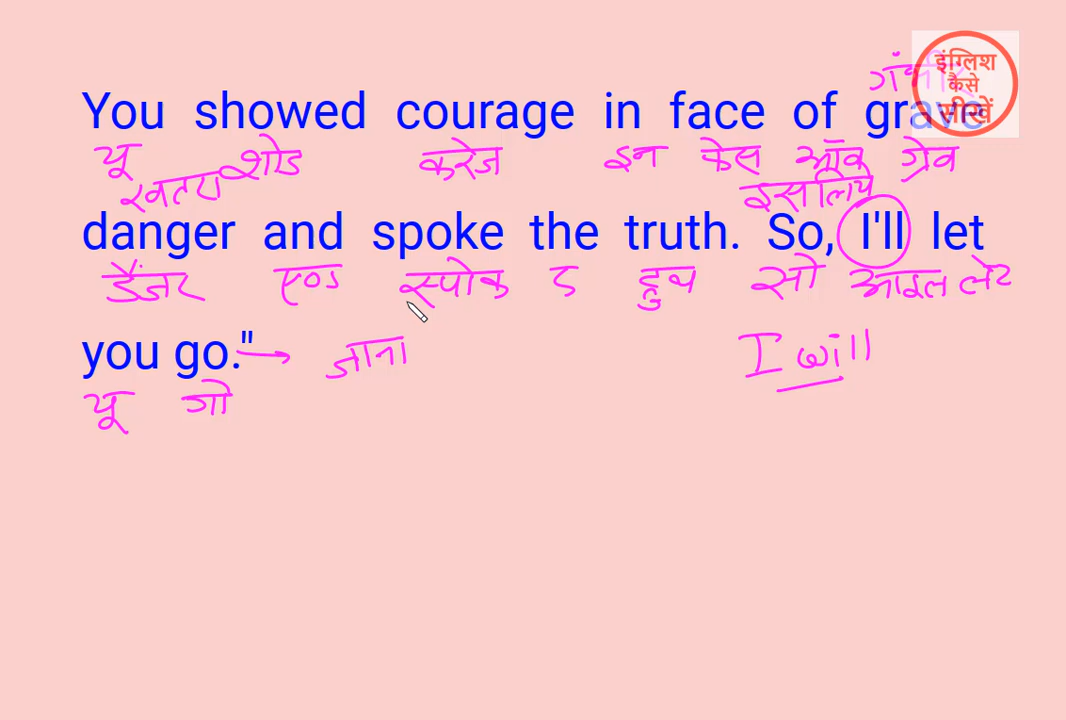 इंग्लिश
कैसे
सीखें
You showed courage in face of grave
यू शोड करेज इन फेस ऑफ ग्रेव
खतरा इसलिये
danger and spoke the truth. So, I'll let
डैंजर एण्ड स्पोक द ट्रुथ सो आइल लेट
you go." → जाना I will
यू गो